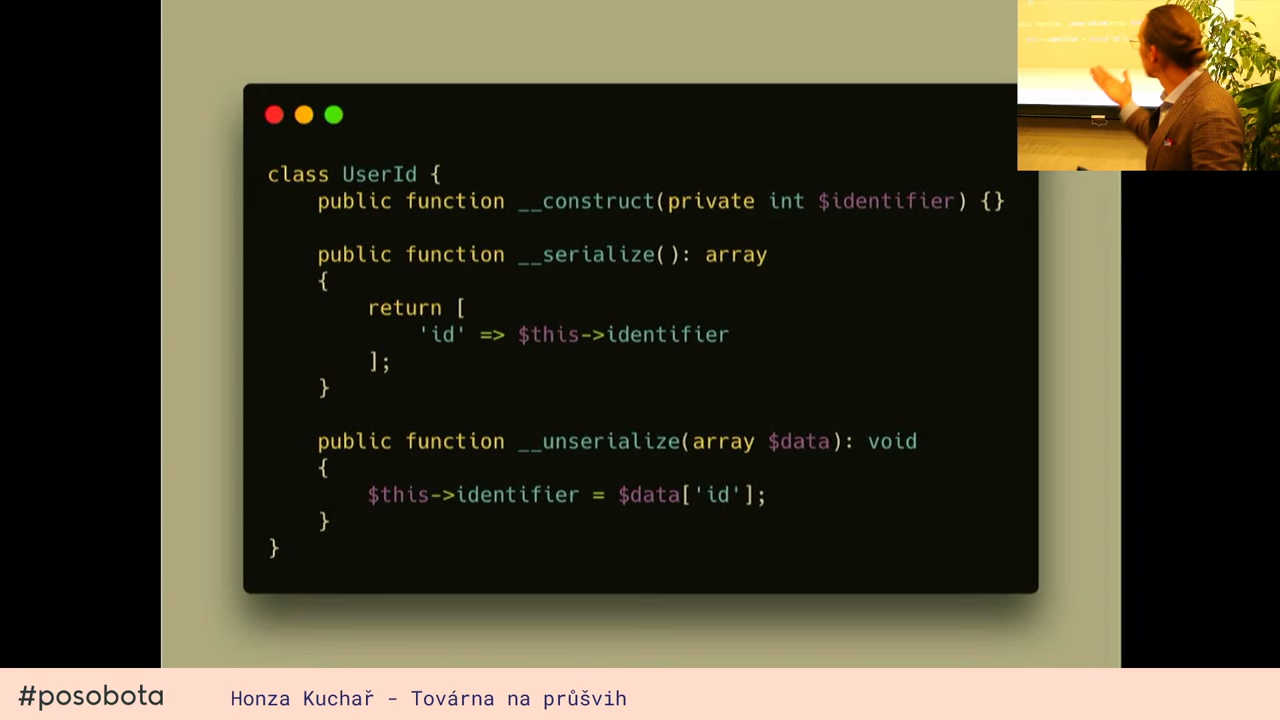 class UserId {
    public function __construct(private int $identifier) {}
    public function __serialize(): array
    {
        return [
            'id' => $this->identifier
        ];
    }
    public function __unserialize(array $data): void
    {
        $this->identifier = $data['id'];
    }
}
#posobota
Honza Kuchař - Továrna na průšvih